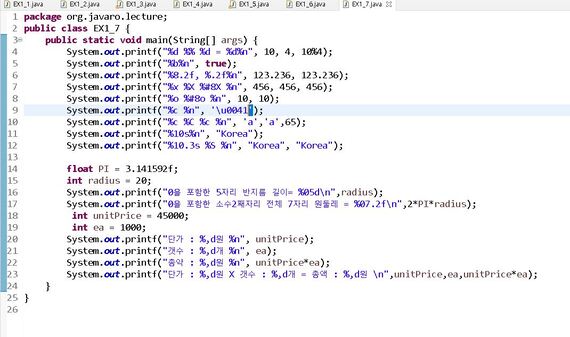 EX1_1.java EX1_2.java EX1_3.java EX1_4.java EX1_5.java EX1_6.java EX1_7.java
1 package org.javaro.lecture;
2 public class EX1_7 {
3 public static void main(String[] args) {
4 System.out.printf("%d %% %d = %d%n", 10, 4, 10%4);
5 System.out.printf("%b%n", true);
6 System.out.printf("%8.2f, %.2f%n", 123.236, 123.236);
7 System.out.printf("%x %X %#8X %n", 456, 456, 456);
8 System.out.printf("%o %#8o %n", 10, 10);
9 System.out.printf("%c %n", '\u0041');
10 System.out.printf("%c %C %c %n", 'a','a',65);
11 System.out.printf("%10s%n", "Korea");
12 System.out.printf("%10.3s %S %n", "Korea", "Korea");
13
14 float PI = 3.141592f;
15 int radius = 20;
16 System.out.printf("0을 포함한 5자리 반지름 길이= %05d\n",radius);
17 System.out.printf("0을 포함한 소수2째자리 전체 7자리 원둘레 = %07.2f\n",2*PI*radius);
18 int unitPrice = 45000;
19 int ea = 1000;
20 System.out.printf("단가 : %,d원 %n", unitPrice);
21 System.out.printf("갯수 : %,d개 %n", ea);
22 System.out.printf("총액 : %,d원 %n", unitPrice*ea);
23 System.out.printf("단가 : %,d원 X 갯수 : %,d개 = 총액 : %,d원 \n",unitPrice,ea,unitPrice*ea);
24 }
25 }
26